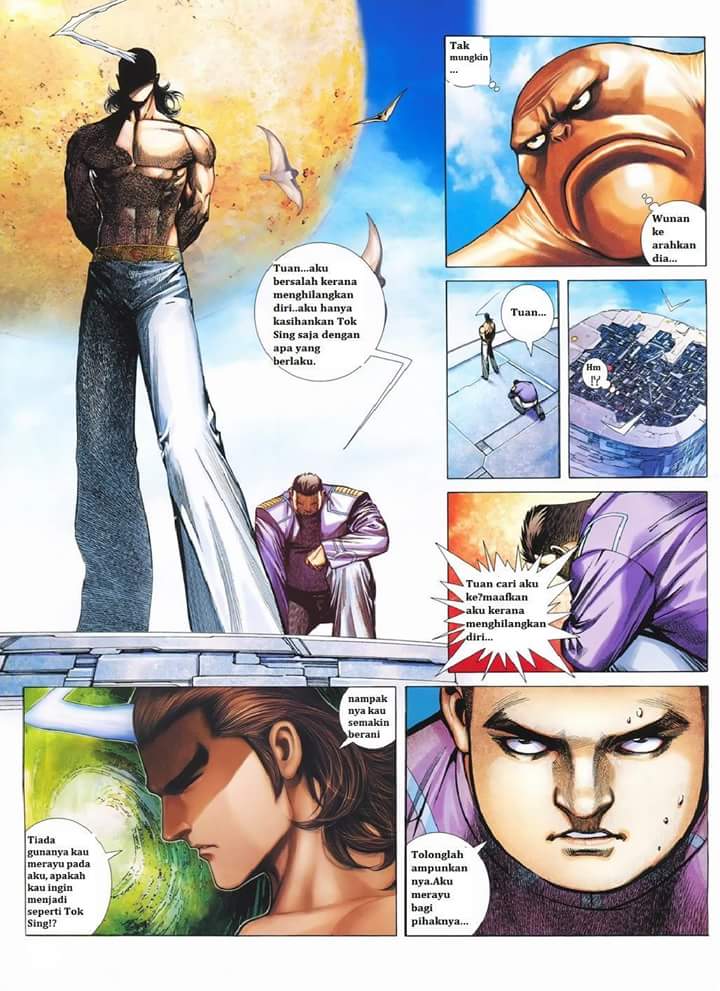 Tak
mungkin
...
Wunan
ke
arahkan
dia...
Tuan...aku
bersalah kerana
menghilangkan
diri..aku hanya
kasihankan Tok
Sing saja dengan
apa yang
berlaku.
Tuan...
Hm
!?
Tuan cari aku
ke?maafkan
aku kerana
menghilangkan
diri...
nampak
nya kau
semakin
berani
Tiada
gunanya kau
merayu pada
aku, apakah
kau ingin
menjadi
seperti Tok
Sing!?
Tolonglah
ampunkan
nya.Aku
merayu
bagi
pihaknya...